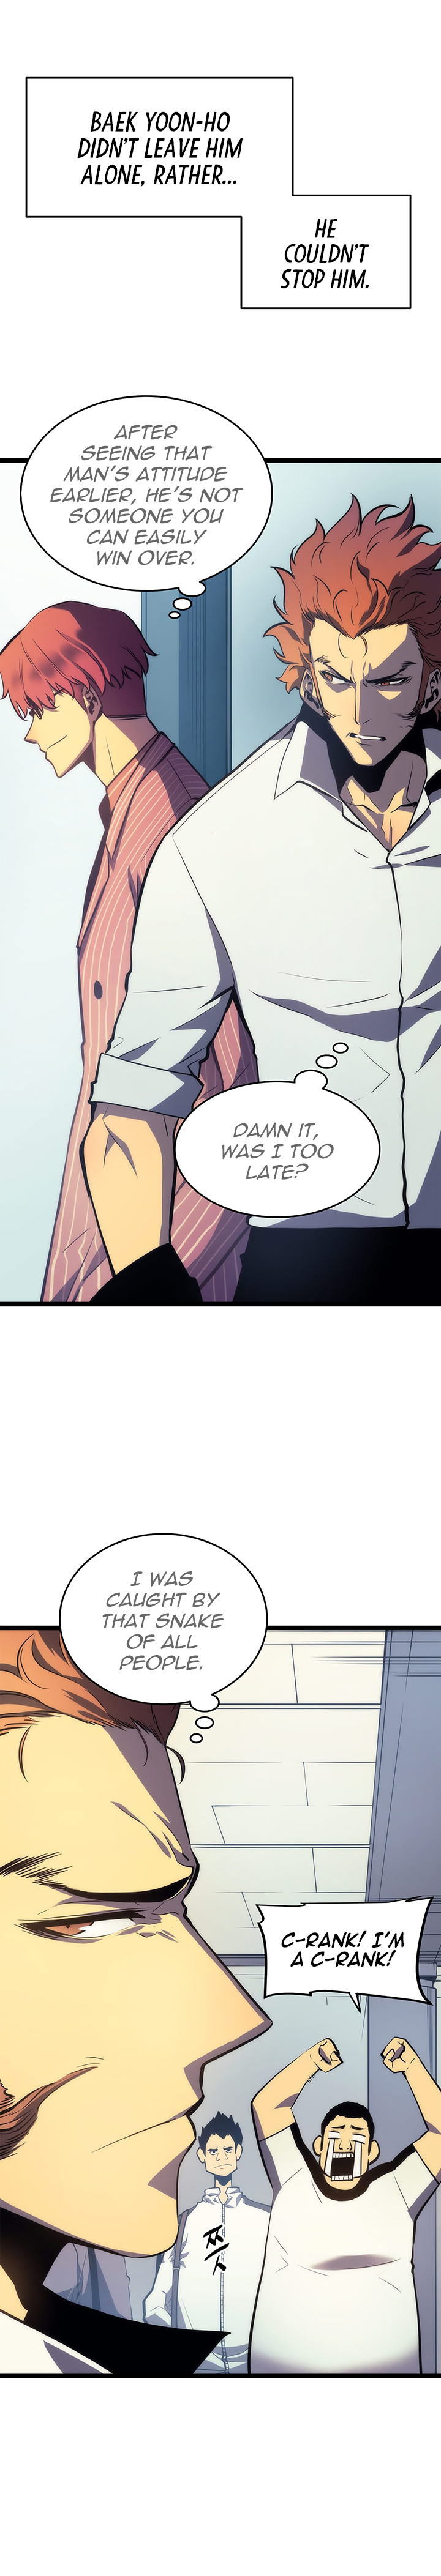 BAEK YOON-HO
DIDN'T LEAVE HIM
ALONE, RATHER...
HE
COULDN'T
STOP HIM.
AFTER
SEEING THAT
MAN'S ATTITUDE
EARLIER, HE'S NOT
SOMEONE YOU
CAN EASILY
WIN OVER.
DAMN IT,
WAS I TOO
LATE?
I WAS
CAUGHT BY
THAT SNAKE
OF ALL
PEOPLE.
C-RANK! I'M
A C-RANK!
쯧